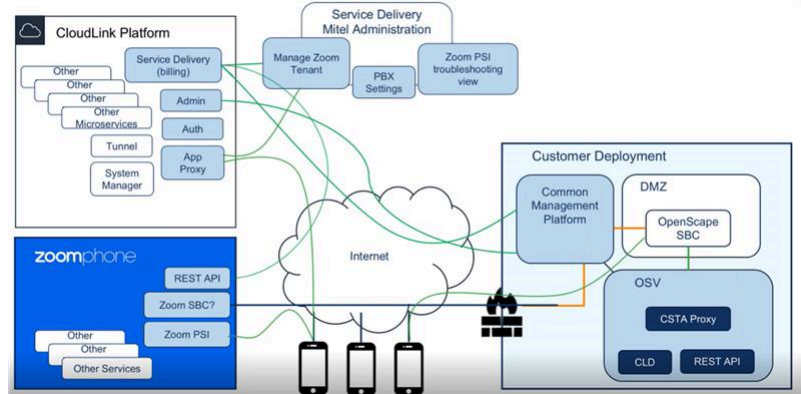 CloudLink Platform
Service Delivery
(billing)
Other
Other
Other
Other
Microservices
Admin
Auth
Tunnel
App
Proxy
System
Manager
Service Delivery
Mitel Administration
Manage Zoom
Tenant
PBX
Settings
Zoom PSI
troubleshooting
view
zoomphone
REST API
Zoom SBC?
Zoom PSI
Other
Other
Other Services
Internet
Customer Deployment
Common
Management
Platform
DMZ
OpenScape
SBC
OSV
CSTA Proxy
CLD
REST API